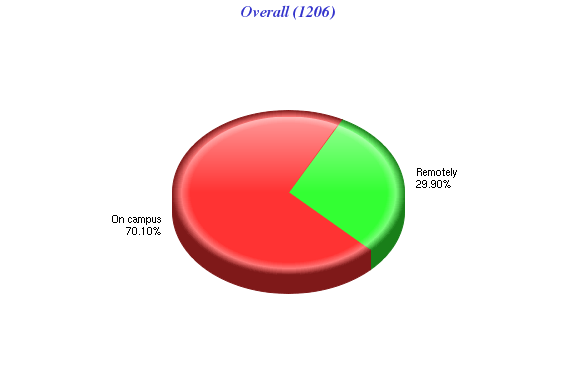 Overall (1206)
Remotely
29.90%
On campus
70.10%